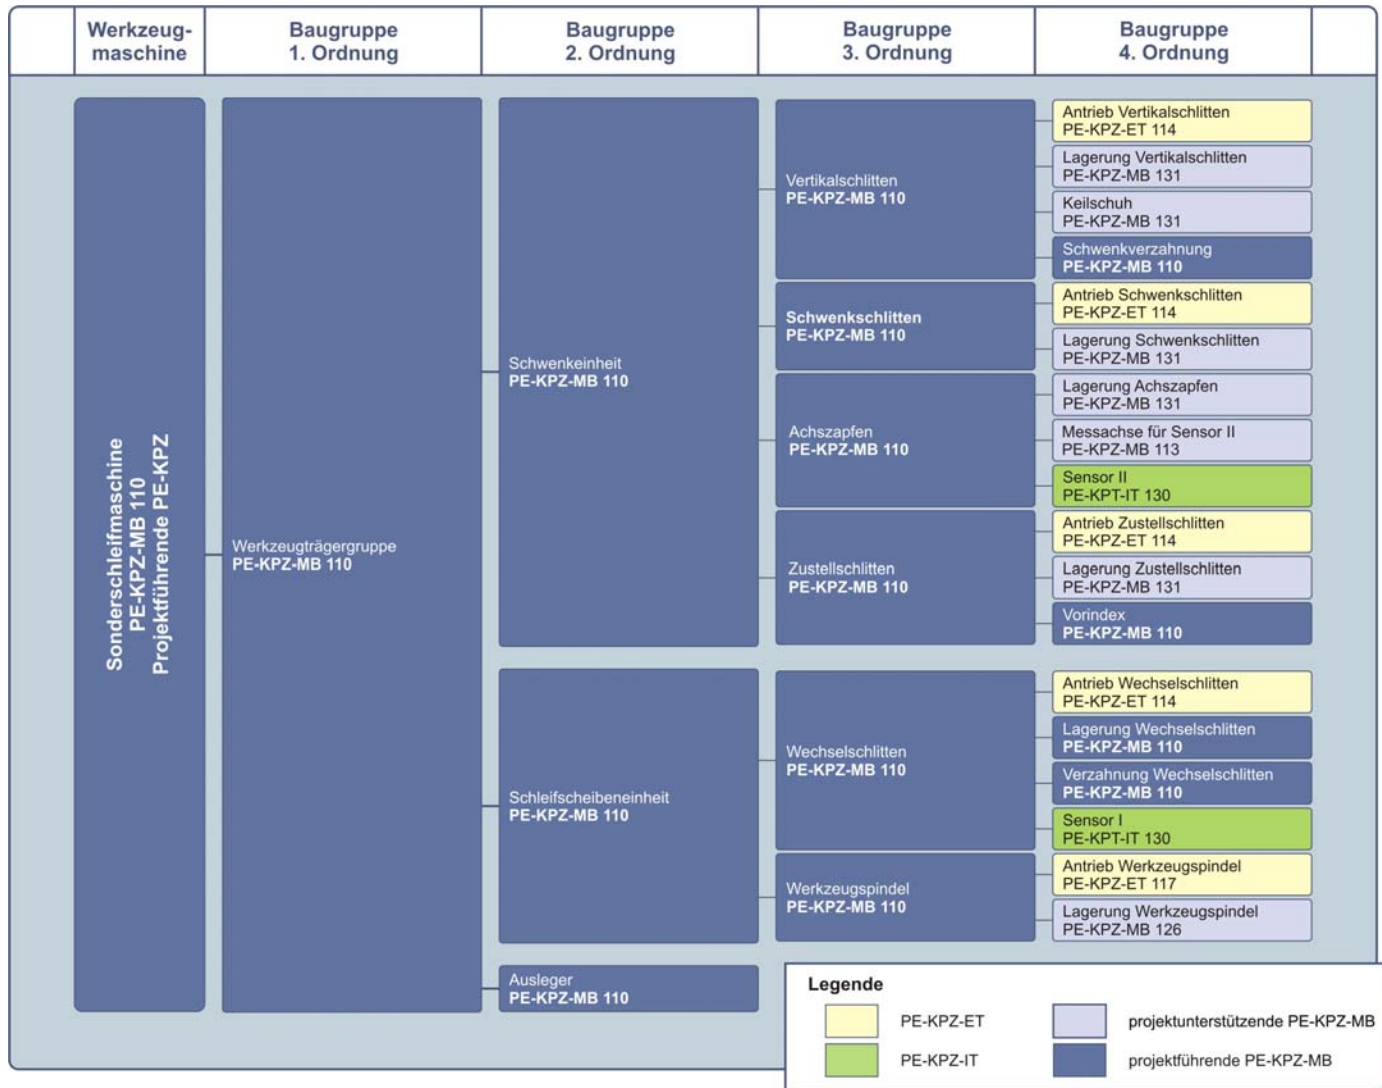 Werkzeug-
maschine
Baugruppe
1. Ordnung
Baugruppe
2. Ordnung
Baugruppe
3. Ordnung
Baugruppe
4. Ordnung
Sonderschleifmaschine
PE-KPZ-MB 110
Projektführende PE-KPZ
Werkzeugträgergruppe
PE-KPZ-MB 110
Schwenkeinheit
PE-KPZ-MB 110
Vertikalschlitten
PE-KPZ-MB 110
Antrieb Vertikalschlitten
PE-KPZ-ET 114
Lagerung Vertikalschlitten
PE-KPZ-MB 131
Keilschuh
PE-KPZ-MB 131
Schwenkverzahnung
PE-KPZ-MB 110
Schwenkschlitten
PE-KPZ-MB 110
Antrieb Schwenkschlitten
PE-KPZ-ET 114
Lagerung Schwenkschlitten
PE-KPZ-MB 131
Achszapfen
PE-KPZ-MB 110
Lagerung Achszapfen
PE-KPZ-MB 131
Messachse für Sensor II
PE-KPZ-MB 113
Sensor II
PE-KPT-IT 130
Zustellschlitten
PE-KPZ-MB 110
Antrieb Zustellschlitten
PE-KPZ-ET 114
Lagerung Zustellschlitten
PE-KPZ-MB 131
Vorindex
PE-KPZ-MB 110
Schleifscheibeneinheit
PE-KPZ-MB 110
Wechselschlitten
PE-KPZ-MB 110
Antrieb Wechselschlitten
PE-KPZ-ET 114
Lagerung Wechselschlitten
PE-KPZ-MB 110
Verzahnung Wechselschlitten
PE-KPZ-MB 110
Sensor I
PE-KPT-IT 130
Werkzeugspindel
PE-KPZ-MB 110
Antrieb Werkzeugspindel
PE-KPZ-ET 117
Lagerung Werkzeugspindel
PE-KPZ-MB 126
Ausleger
PE-KPZ-MB 110
Legende
PE-KPZ-ET
projektunterstützende PE-KPZ-MB
PE-KPZ-IT
projektführende PE-KPZ-MB